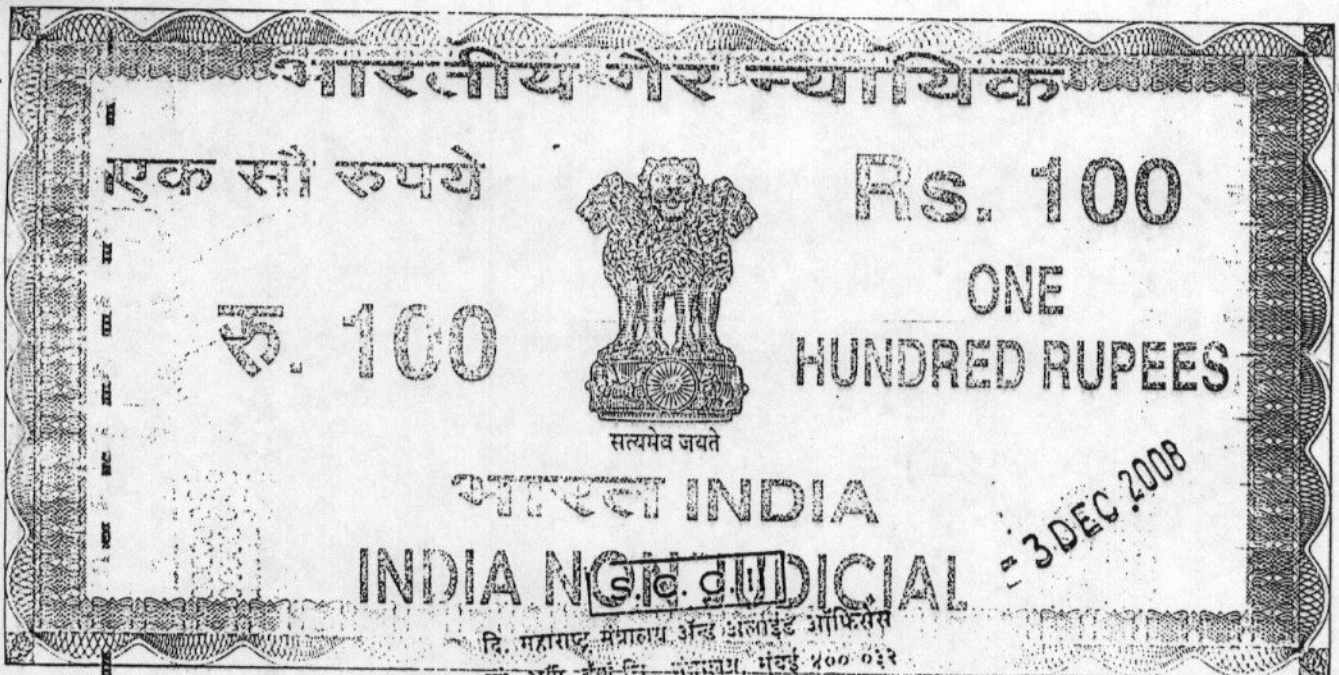 भारतीय गैर न्यायिक
एक सौ रुपये
Rs. 100
रु. 100
ONE
HUNDRED RUPEES
सत्यमेव जयते
भारत INDIA
- 3 DEC 2008
INDIA NON JUDICIAL
S.C. C. U
दि. महाराष्ट्र मंत्रालय अॅन्ड अलाईड ऑफिसेस
मंत्रालय, मुंबई ४०० ०३२